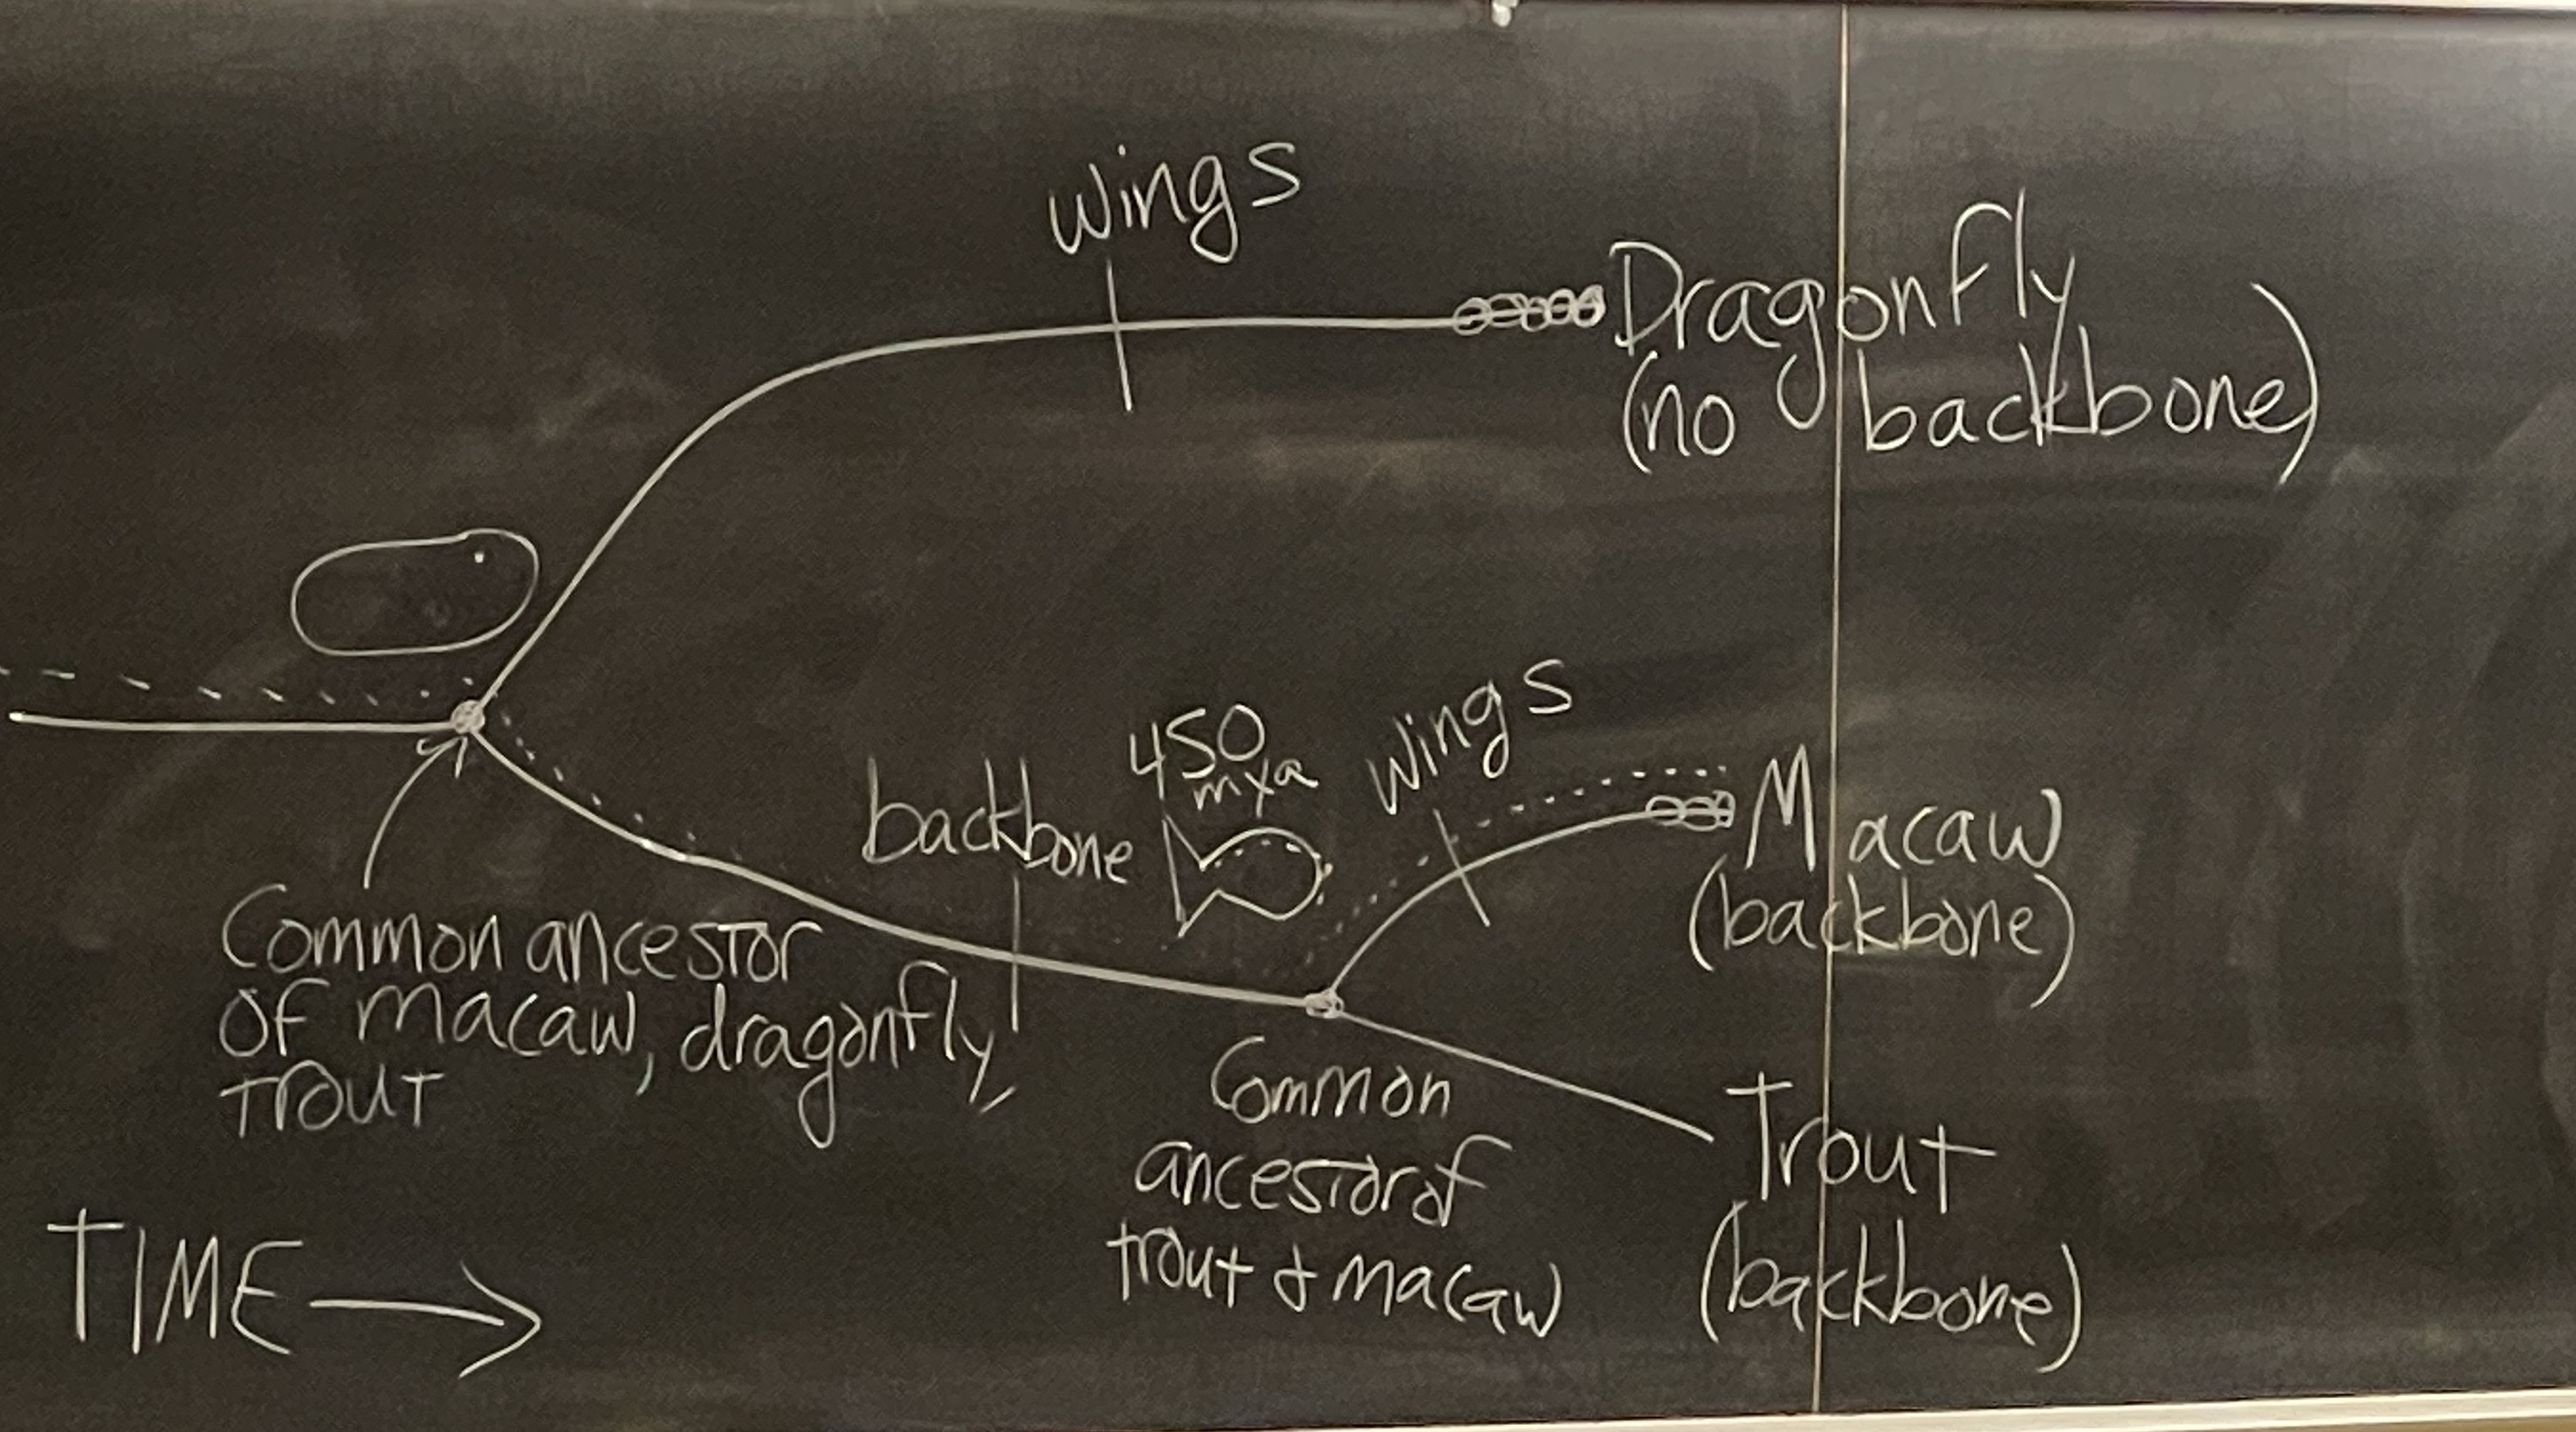 wings
Dragonfly
(no backbone)
450
mya
wings
backbone
Macaw
(backbone)
Common ancestor
of macaw, dragonfly,
trout
Common
ancestor of
trout & macaw
Trout
(backbone)
TIME